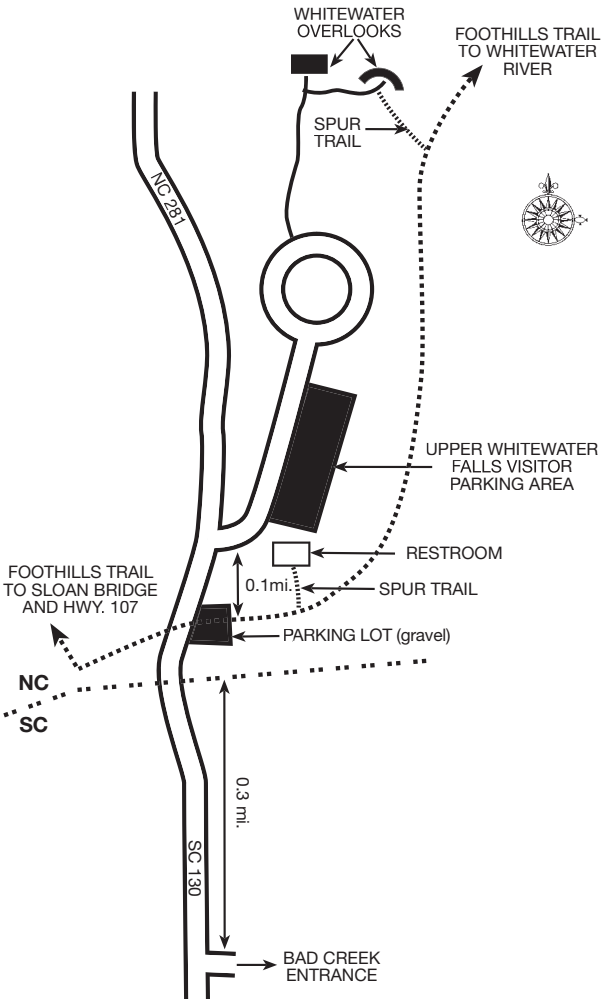 WHITEWATER
OVERLOOKS
FOOTHILLS TRAIL
TO WHITEWATER
RIVER
SPUR
TRAIL
NC 281
UPPER WHITEWATER
FALLS VISITOR
PARKING AREA
RESTROOM
FOOTHILLS TRAIL
TO SLOAN BRIDGE
AND HWY. 107
0.1mi.
SPUR TRAIL
PARKING LOT (gravel)
NC
SC
0.3 mi.
SC 130
BAD CREEK
ENTRANCE